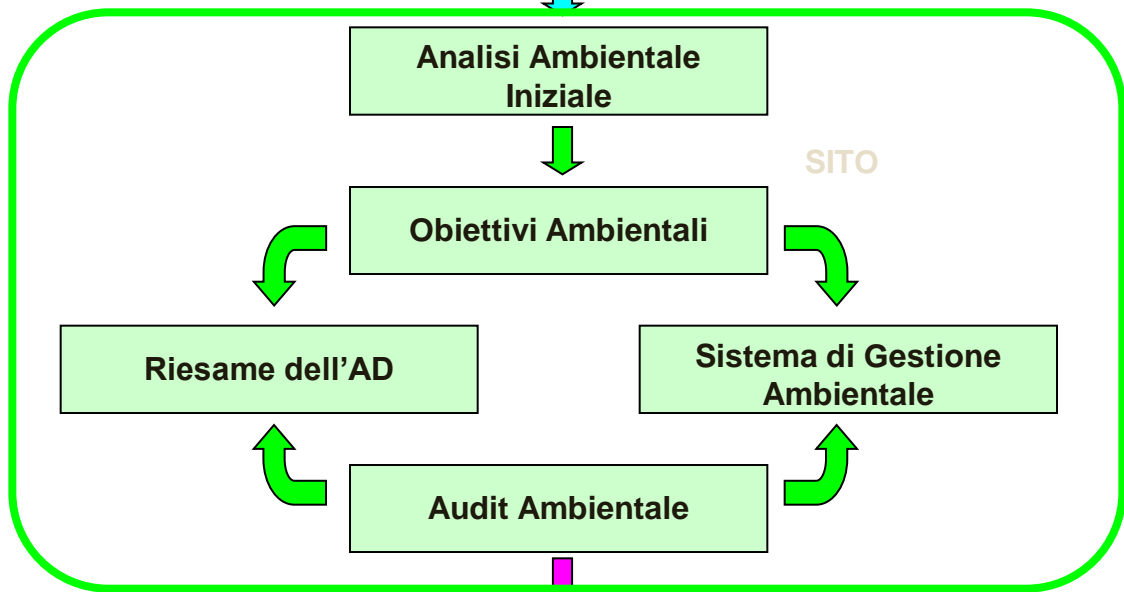 Analisi Ambientale
Iniziale
SITO
Obiettivi Ambientali
Riesame dell’AD
Sistema di Gestione
Ambientale
Audit Ambientale